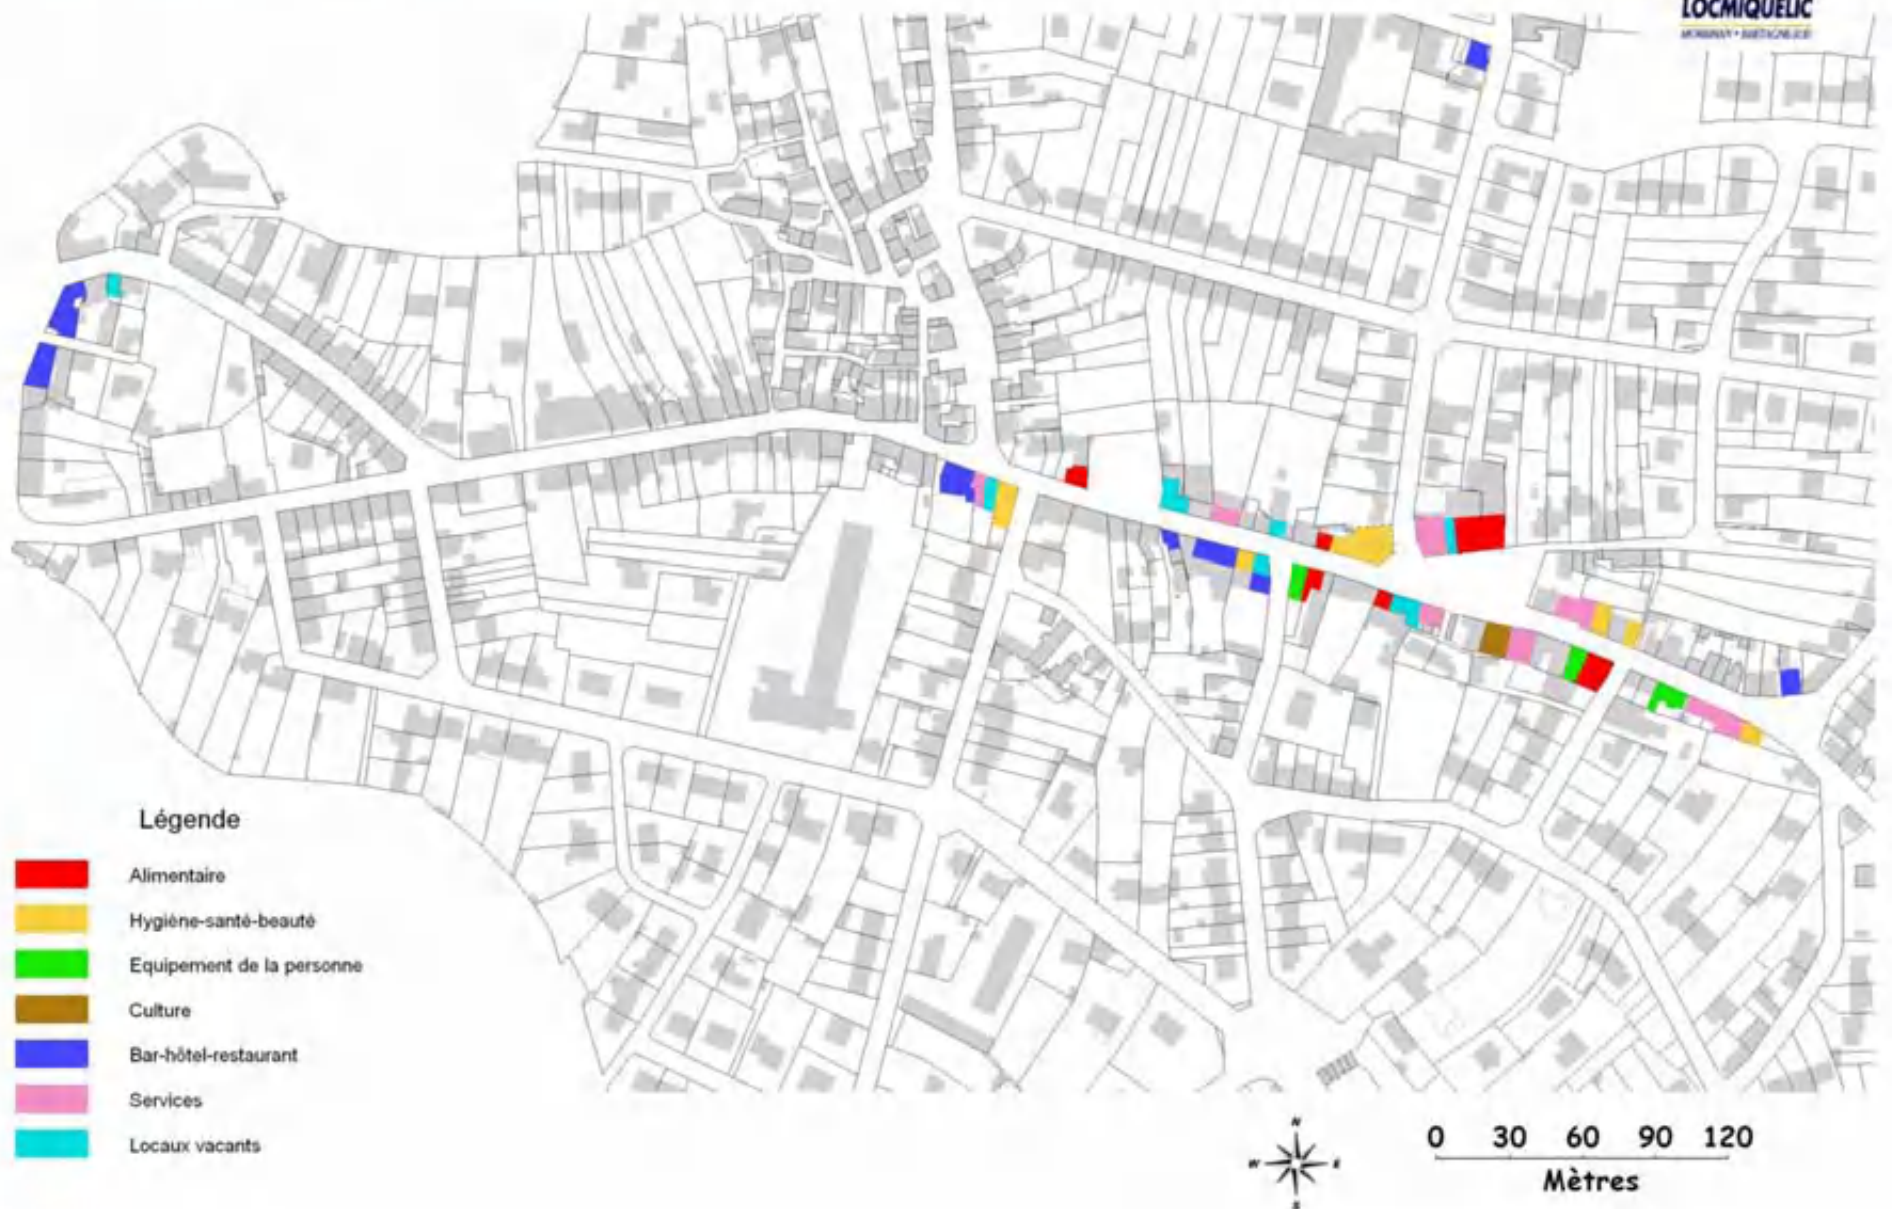 LOCMIQUELIC
Légende
Alimentaire
Hygiène-santé-beauté
Equipement de la personne
Culture
Bar-hôtel-restaurant
Services
Locaux vacants
N
W E
S
0 30 60 90 120
Mètres